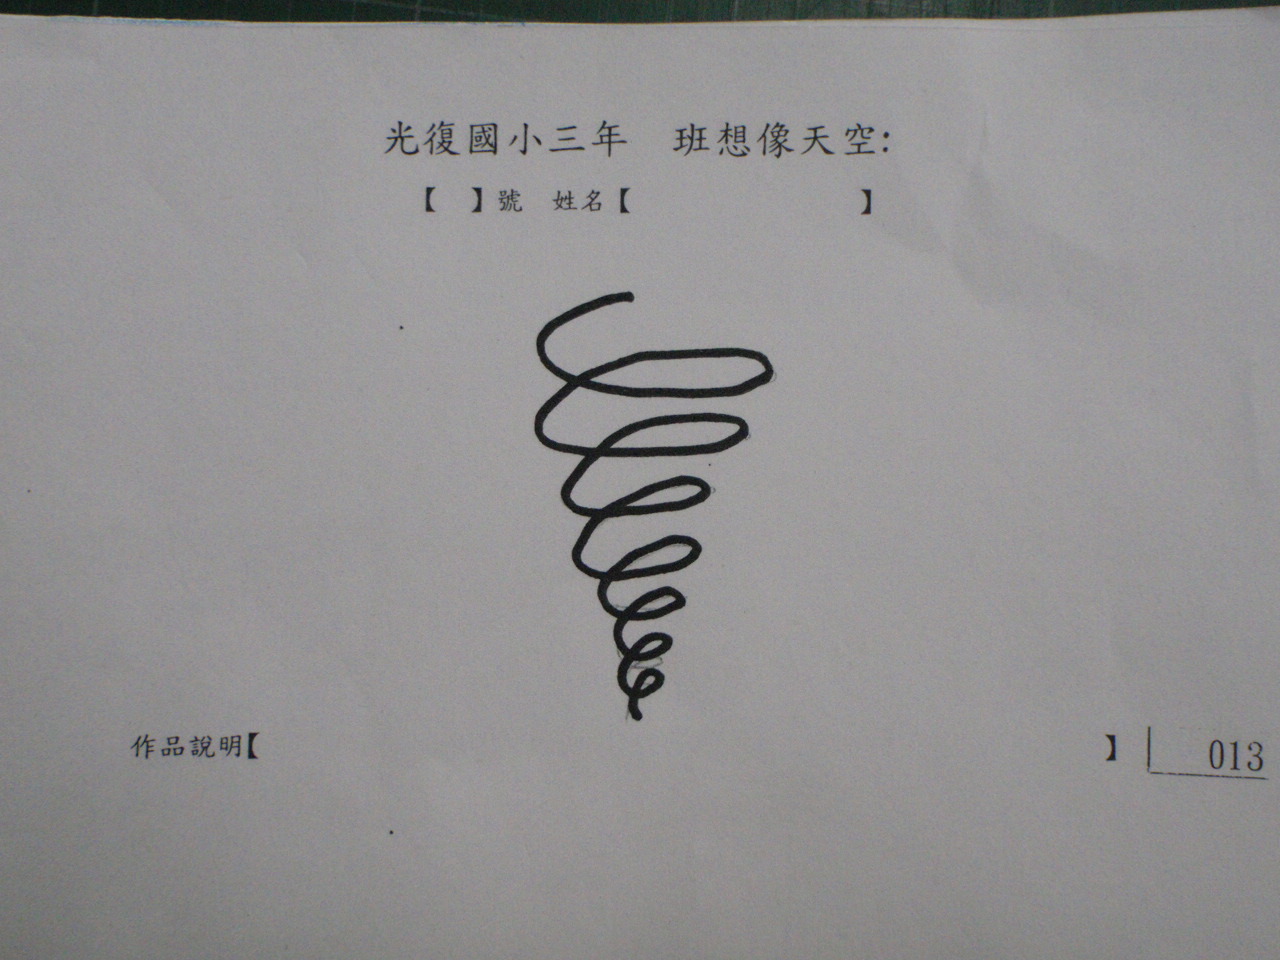 光復國小三年　班想像天空:
【　】號　姓名【　　　　　　　　】
作品說明【　　　　　　　　】 013